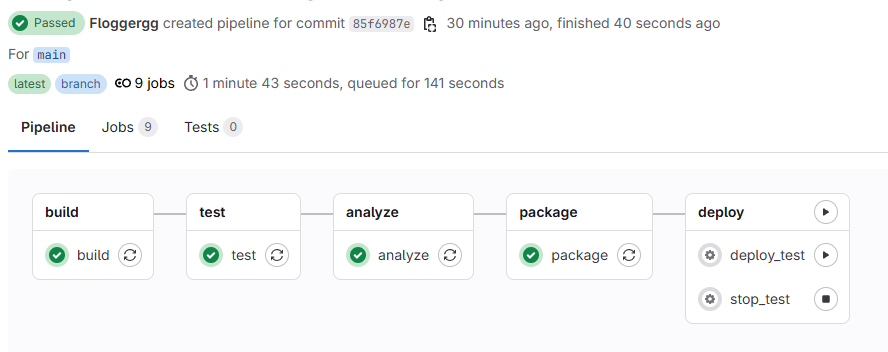 Passed Floggergg created pipeline for commit 85f6987e 30 minutes ago, finished 40 seconds ago
For main
latest branch 9 jobs 1 minute 43 seconds, queued for 141 seconds
Pipeline Jobs 9 Tests 0
build test analyze package deploy
build test analyze package deploy_test
stop_test